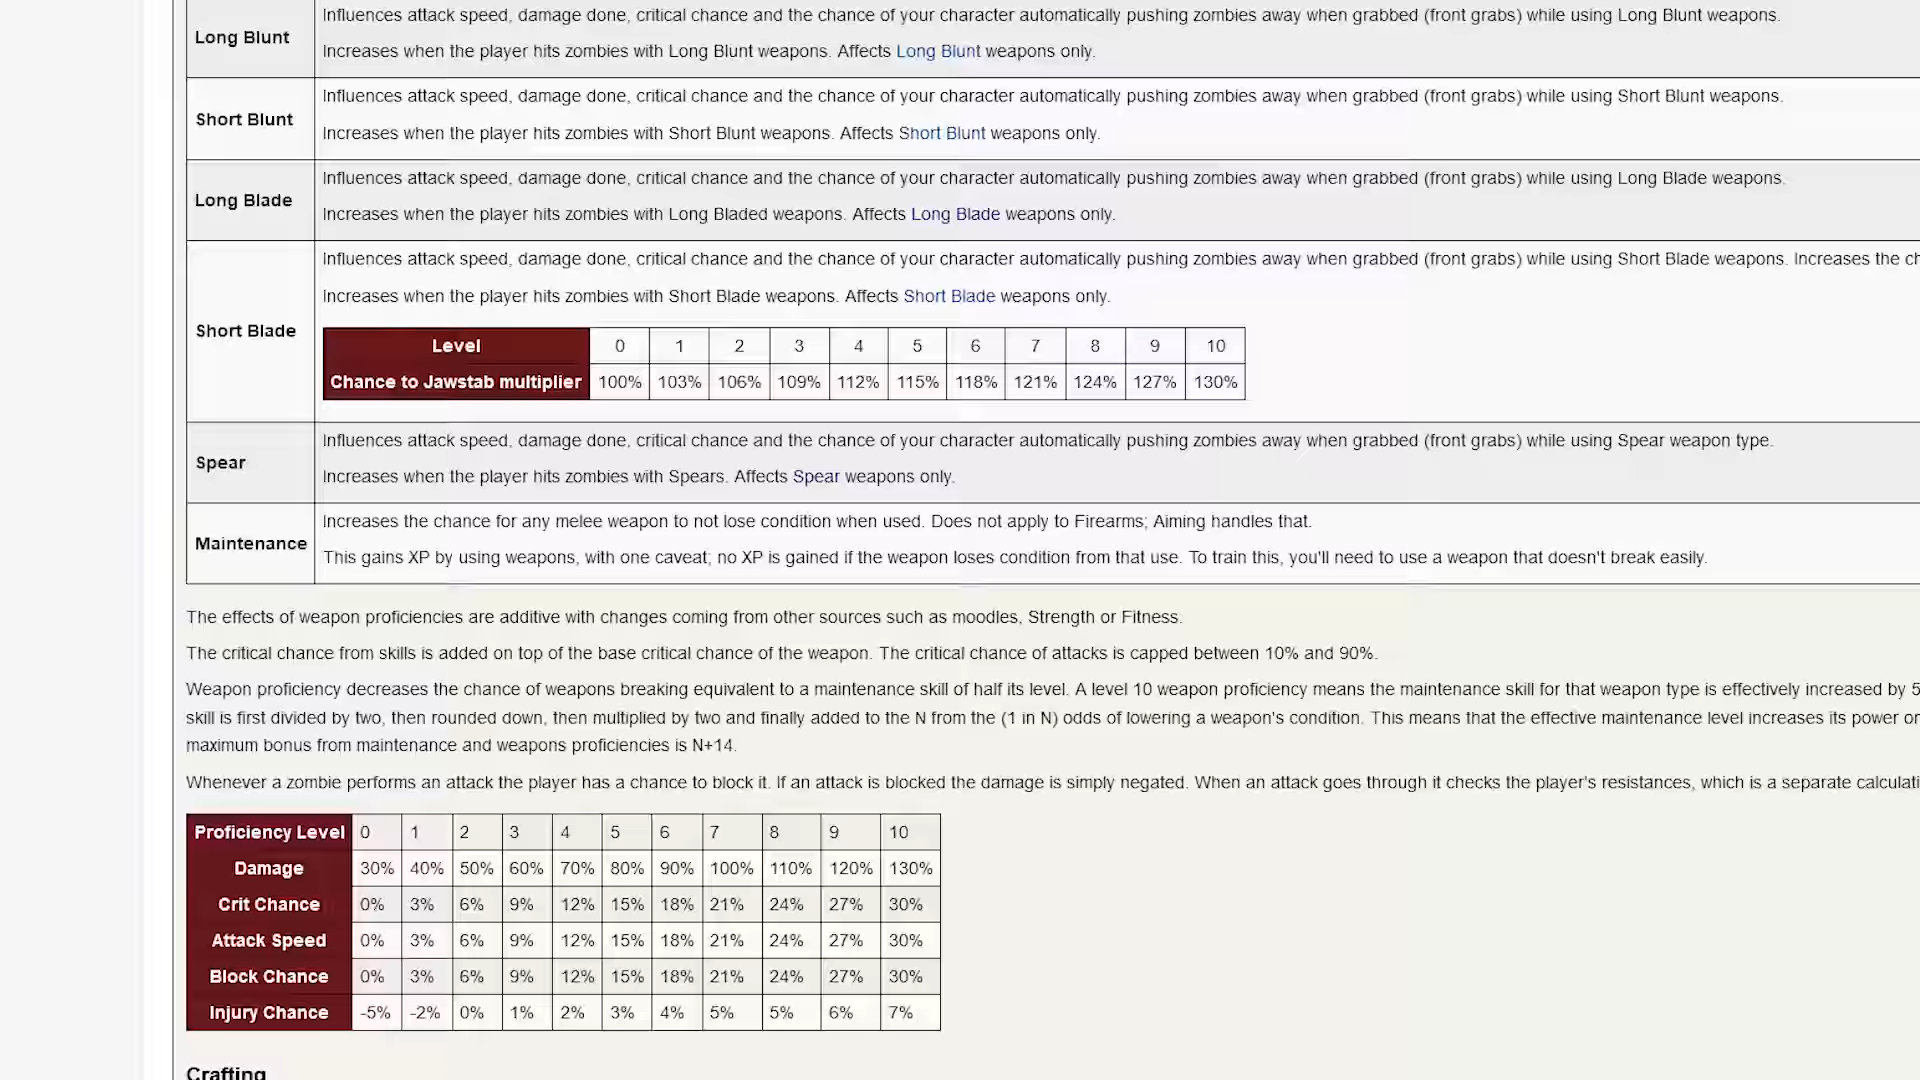 Influences attack speed, damage done, critical chance and the chance of your character automatically pushing zombies away when grabbed (front grabs) while using Long Blunt weapons.
Long Blunt
Increases when the player hits zombies with Long Blunt weapons. Affects Long Blunt weapons only.
Influences attack speed, damage done, critical chance and the chance of your character automatically pushing zombies away when grabbed (front grabs) while using Short Blunt weapons.
Short Blunt
Increases when the player hits zombies with Short Blunt weapons. Affects Short Blunt weapons only.
Influences attack speed, damage done, critical chance and the chance of your character automatically pushing zombies away when grabbed (front grabs) while using Long Blade weapons.
Long Blade
Increases when the player hits zombies with Long Bladed weapons. Affects Long Blade weapons only.
Influences attack speed, damage done, critical chance and the chance of your character automatically pushing zombies away when grabbed (front grabs) while using Short Blade weapons. Increases the ch
Increases when the player hits zombies with Short Blade weapons. Affects Short Blade weapons only.
Short Blade
Level 0 1 2 3 4 5 6 7 8 9 10
Chance to Jawstab multiplier 100% 103% 106% 109% 112% 115% 118% 121% 124% 127% 130%
Influences attack speed, damage done, critical chance and the chance of your character automatically pushing zombies away when grabbed (front grabs) while using Spear weapon type.
Spear
Increases when the player hits zombies with Spears. Affects Spear weapons only.
Increases the chance for any melee weapon to not lose condition when used. Does not apply to Firearms; Aiming handles that.
Maintenance
This gains XP by using weapons, with one caveat; no XP is gained if the weapon loses condition from that use. To train this, you'll need to use a weapon that doesn't break easily.
The effects of weapon proficiencies are additive with changes coming from other sources such as moodles, Strength or Fitness.
The critical chance from skills is added on top of the base critical chance of the weapon. The critical chance of attacks is capped between 10% and 90%.
Weapon proficiency decreases the chance of weapons breaking equivalent to a maintenance skill of half its level. A level 10 weapon proficiency means the maintenance skill for that weapon type is effectively increased by 5
skill is first divided by two, then rounded down, then multiplied by two and finally added to the N from the (1 in N) odds of lowering a weapon's condition. This means that the effective maintenance level increases its power or
maximum bonus from maintenance and weapons proficiencies is N+14.
Whenever a zombie performs an attack the player has a chance to block it. If an attack is blocked the damage is simply negated. When an attack goes through it checks the player's resistances, which is a separate calculati
Proficiency Level 0 1 2 3 4 5 6 7 8 9 10
Damage 30% 40% 50% 60% 70% 80% 90% 100% 110% 120% 130%
Crit Chance 0% 3% 6% 9% 12% 15% 18% 21% 24% 27% 30%
Attack Speed 0% 3% 6% 9% 12% 15% 18% 21% 24% 27% 30%
Block Chance 0% 3% 6% 9% 12% 15% 18% 21% 24% 27% 30%
Injury Chance -5% -2% 0% 1% 2% 3% 4% 5% 5% 6% 7%
Crafting